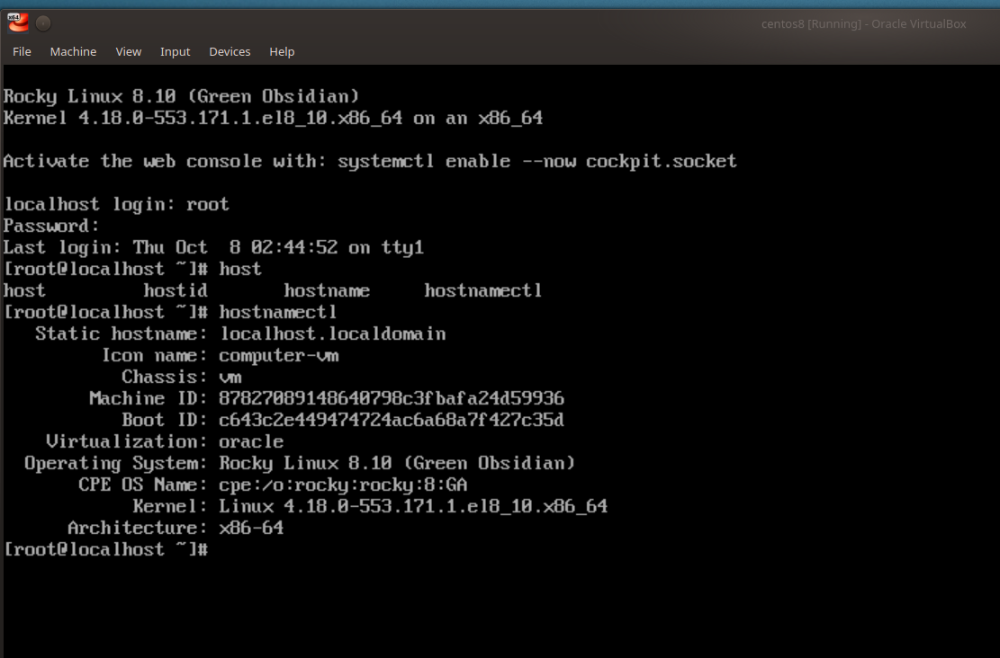 x64
centos8 [Running] - Oracle VirtualBox
File Machine View Input Devices Help
Rocky Linux 8.10 (Green Obsidian)
Kernel 4.18.0-553.171.1.el8_10.x86_64 on an x86_64
Activate the web console with: systemctl enable --now cockpit.socket
localhost login: root
Password:
Last login: Thu Oct  8 02:44:52 on tty1
[root@localhost ~]# host
host hostid hostname hostnamectl
[root@localhost ~]# hostnamectl
Static hostname: localhost.localdomain
Icon name: computer-vm
Chassis: vm
Machine ID: 87827089148640798c3fbafa24d59936
Boot ID: c643c2e449474724ac6a68a7f427c35d
Virtualization: oracle
Operating System: Rocky Linux 8.10 (Green Obsidian)
CPE OS Name: cpe:/o:rocky:rocky:8:GA
Kernel: Linux 4.18.0-553.171.1.el8_10.x86_64
Architecture: x86-64
[root@localhost ~]#